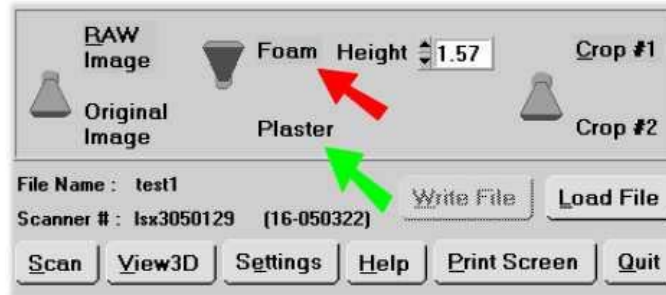 RAW Image
Foam Height 1.57
Crop #1
Original Image
Plaster
Crop #2
File Name : test1
Write File Load File
Scanner # : lsx3050129 (16-050322)
Scan View3D Settings Help Print Screen Quit